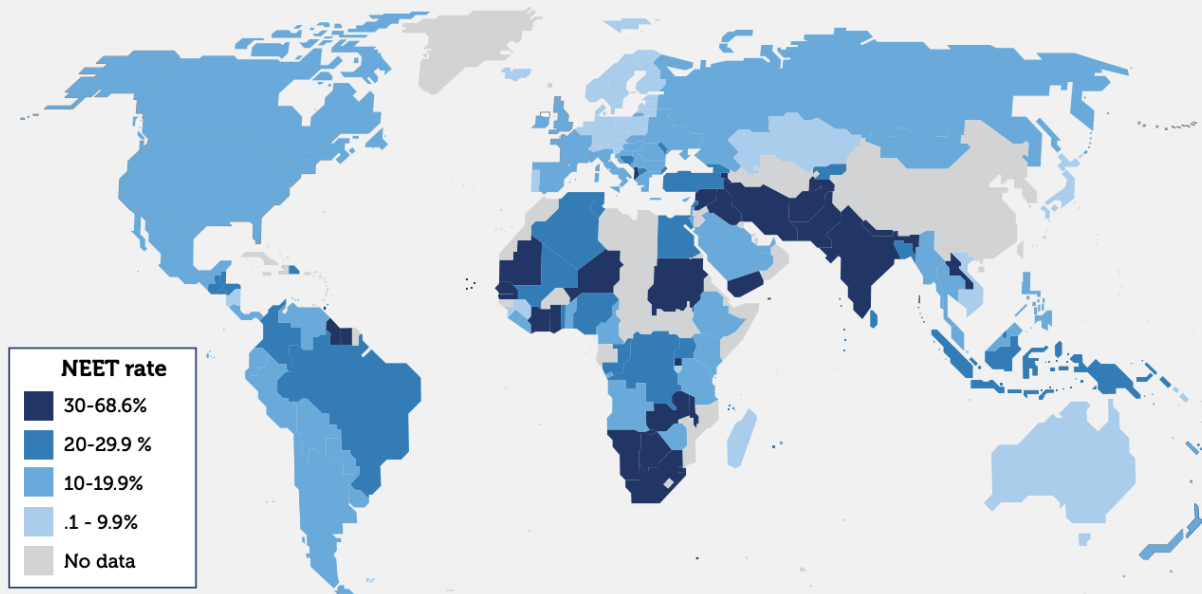 NEET rate
30-68.6%
20-29.9 %
10-19.9%
.1 - 9.9%
No data